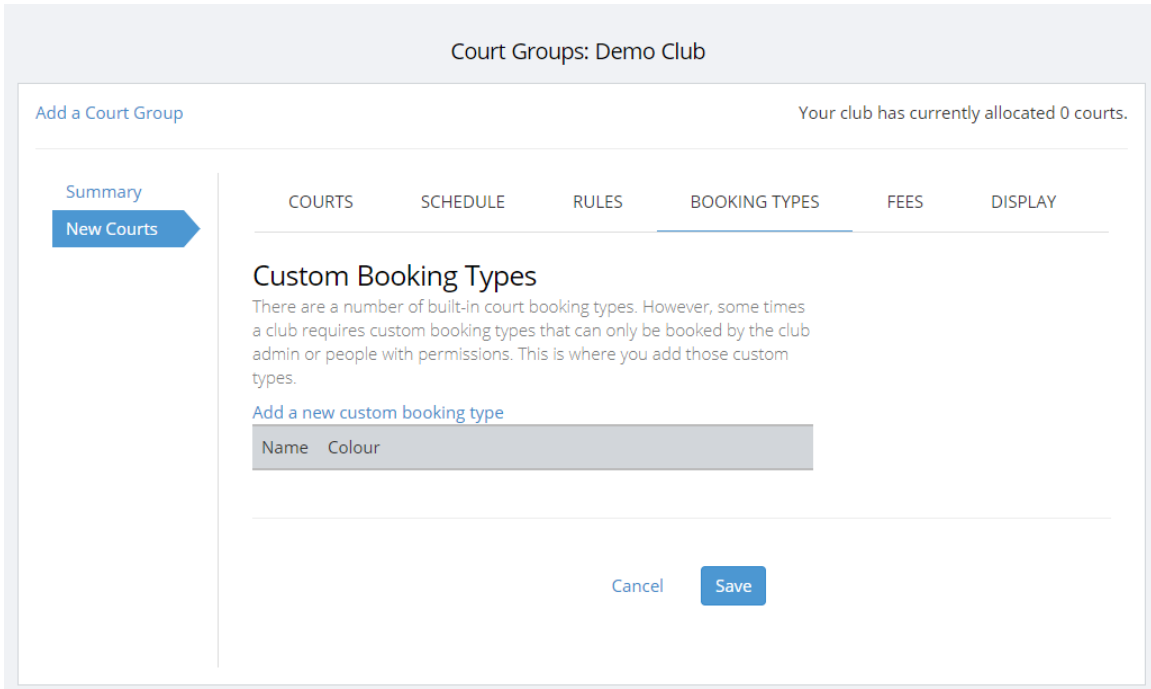 Court Groups: Demo Club
Add a Court Group
Your club has currently allocated 0 courts.
Summary
New Courts
COURTS SCHEDULE RULES BOOKING TYPES FEES DISPLAY
Custom Booking Types
There are a number of built-in court booking types. However, some times
a club requires custom booking types that can only be booked by the club
admin or people with permissions. This is where you add those custom
types.
Add a new custom booking type
Name Colour
Cancel Save